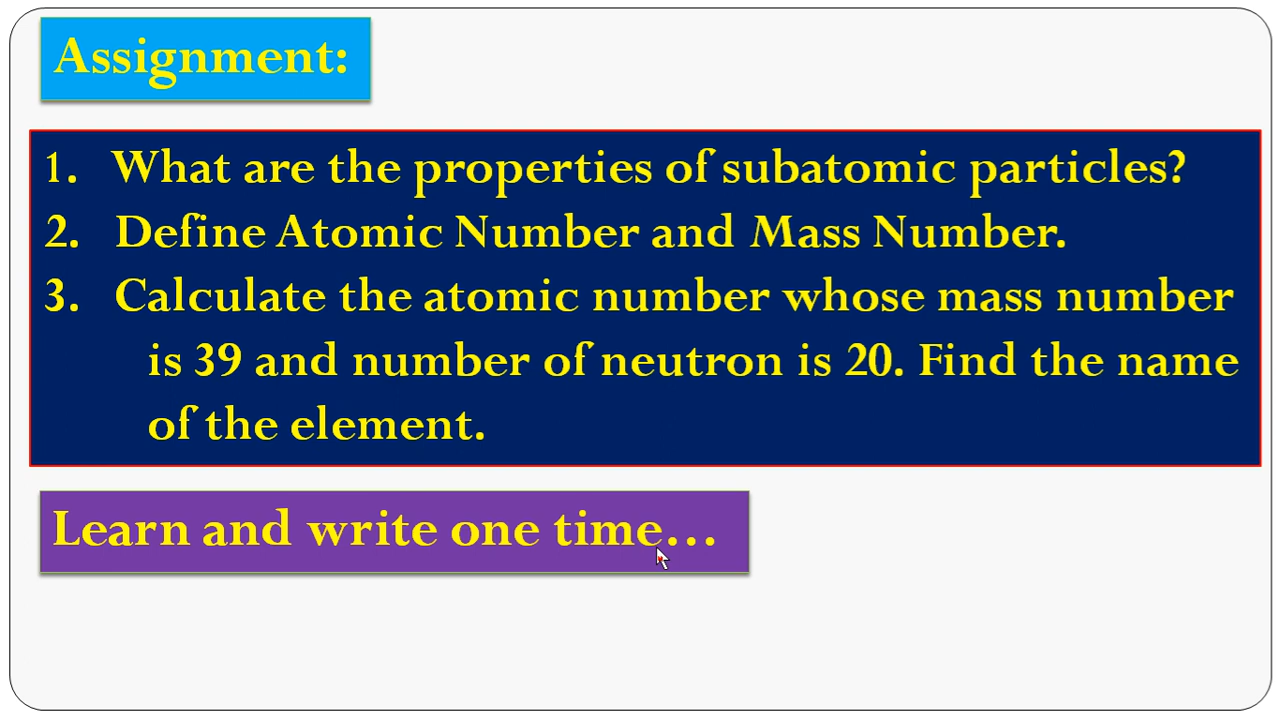 Assignment:
1. What are the properties of subatomic particles?
2. Define Atomic Number and Mass Number.
3. Calculate the atomic number whose mass number
is 39 and number of neutron is 20. Find the name
of the element.
Learn and write one time...